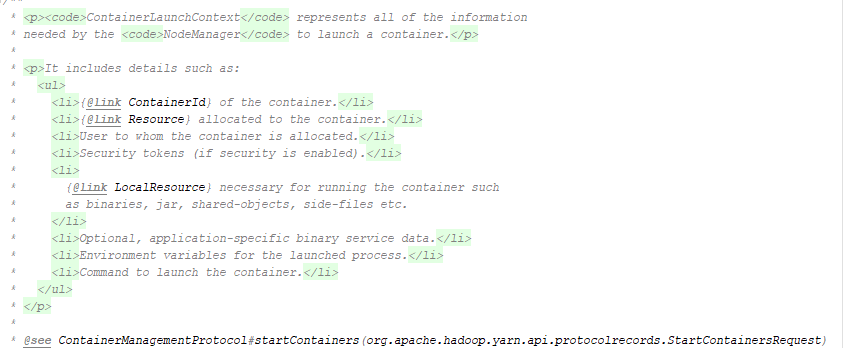 /**
 * <p><code>ContainerLaunchContext</code> represents all of the information
 * needed by the <code>NodeManager</code> to launch a container.</p>
 *
 * <p>It includes details such as:
 *   <ul>
 *     <li>{@link ContainerId} of the container.</li>
 *     <li>{@link Resource} allocated to the container.</li>
 *     <li>User to whom the container is allocated.</li>
 *     <li>Security tokens (if security is enabled).</li>
 *     <li>
 *       {@link LocalResource} necessary for running the container such
 *       as binaries, jar, shared-objects, side-files etc.
 *     </li>
 *     <li>Optional, application-specific binary service data.</li>
 *     <li>Environment variables for the launched process.</li>
 *     <li>Command to launch the container.</li>
 *   </ul>
 * </p>
 *
 * @see ContainerManagementProtocol#startContainers(org.apache.hadoop.yarn.api.protocolrecords.StartContainersRequest)